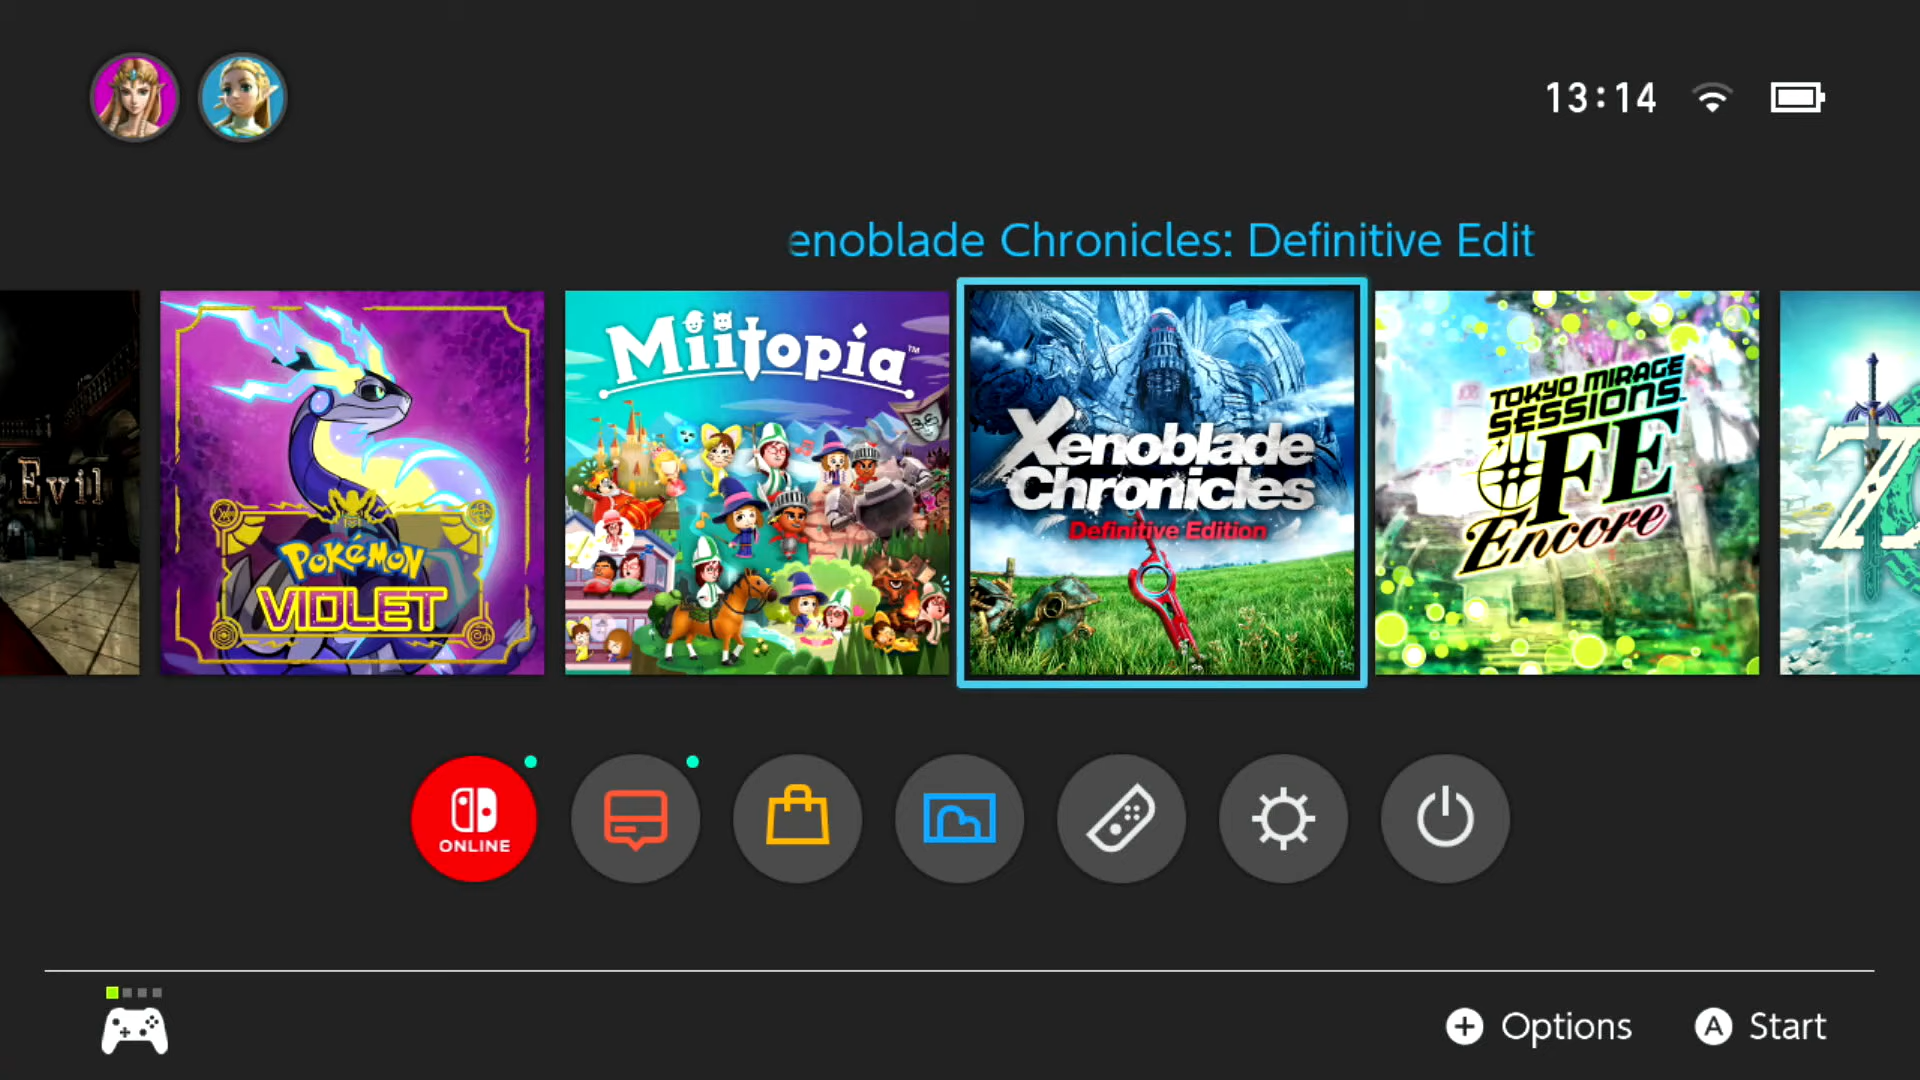 13:14
enoblade Chronicles: Definitive Edit
Evil
POKÉMON
VIOLET
Miitopia™
Xenoblade
Chronicles
Definitive Edition
TOKYO MIRAGE
SESSIONS
#FE
Encore
ONLINE
Options
A Start